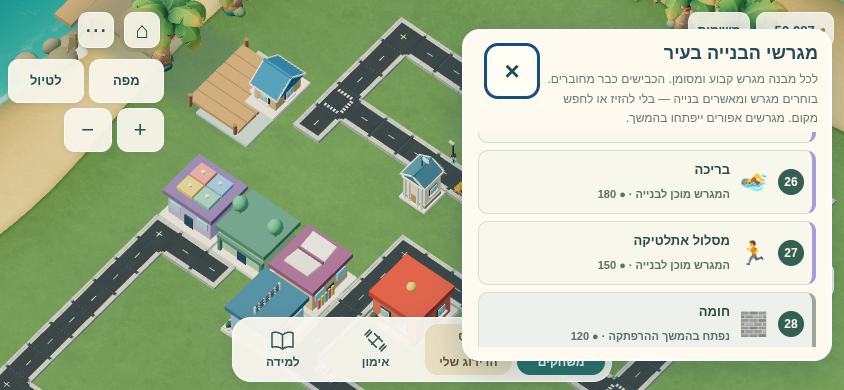 מפה
לטיול
+
−
מגרשי הבנייה בעיר
×
לכל מבנה מגרש קבוע ומסומן. הכבישים כבר מחוברים.
בוחרים מגרש ומאשרים בנייה — בלי להזיז או לחפש
מקום. מגרשים אפורים ייפתחו בהמשך.
26
בריכה
המגרש מוכן לבנייה · ● 180
27
מסלול אתלטיקה
המגרש מוכן לבנייה · ● 150
28
חומה
נפתח בהמשך ההרפתקה · ● 120
משחקים
הדירוג שלי
אימון
למידה